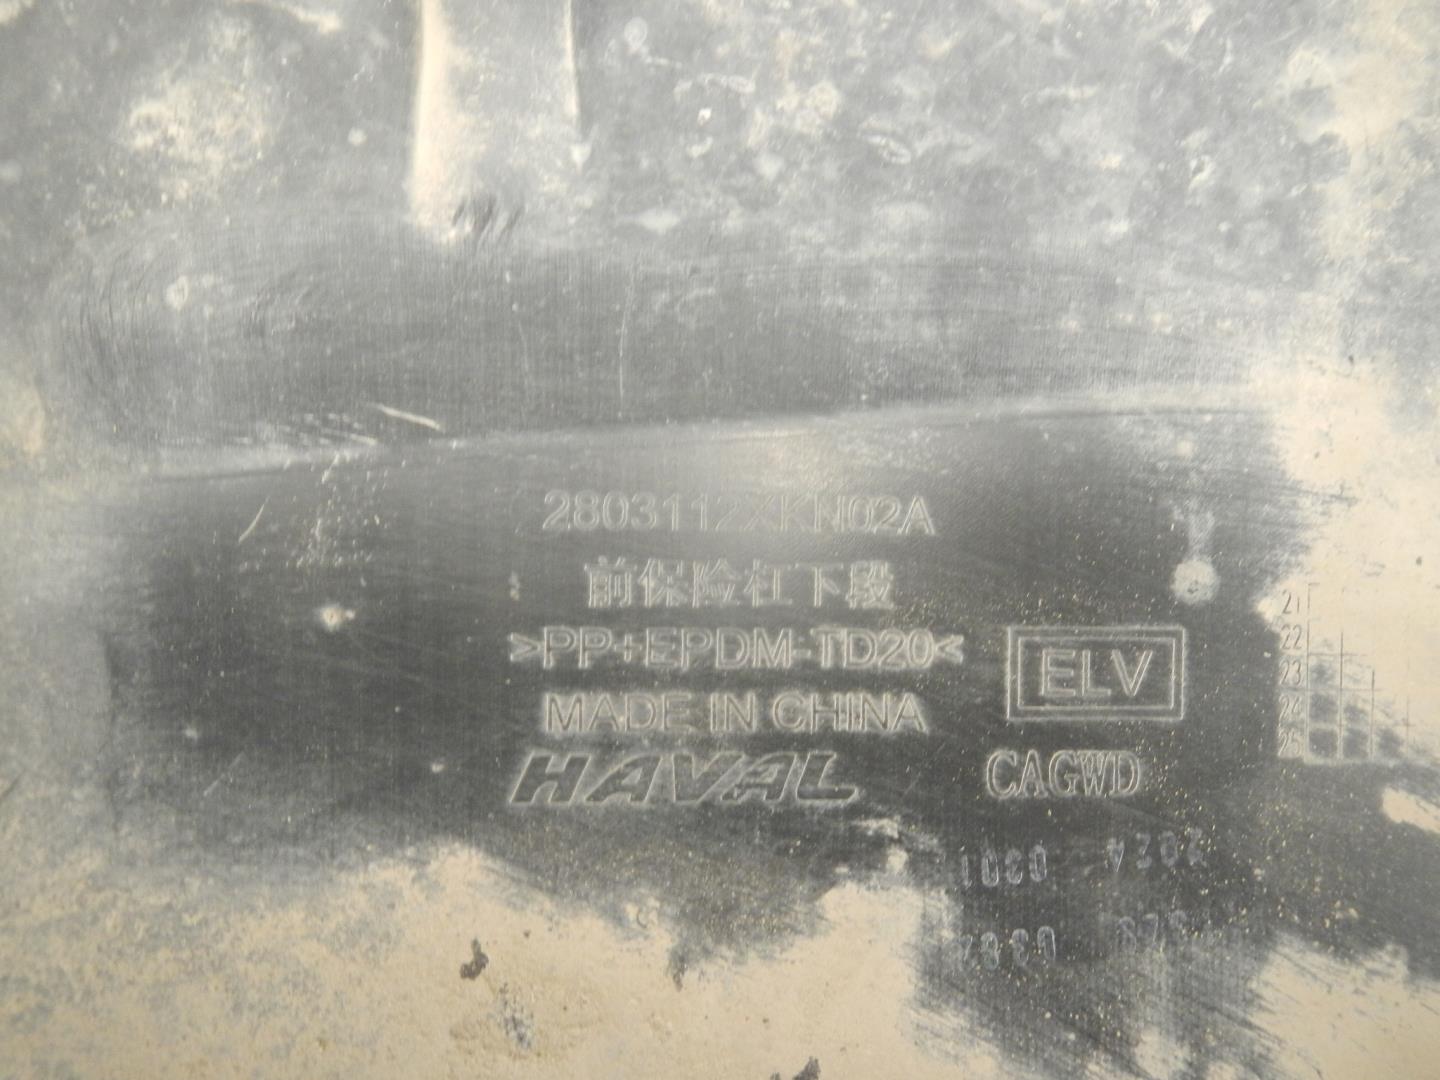 2803112XKN02A
前保险杠下段
>PP+EPDM-TD20<
MADE IN CHINA
ELV
HAVAL
CAGWD
21
22
23
24
25